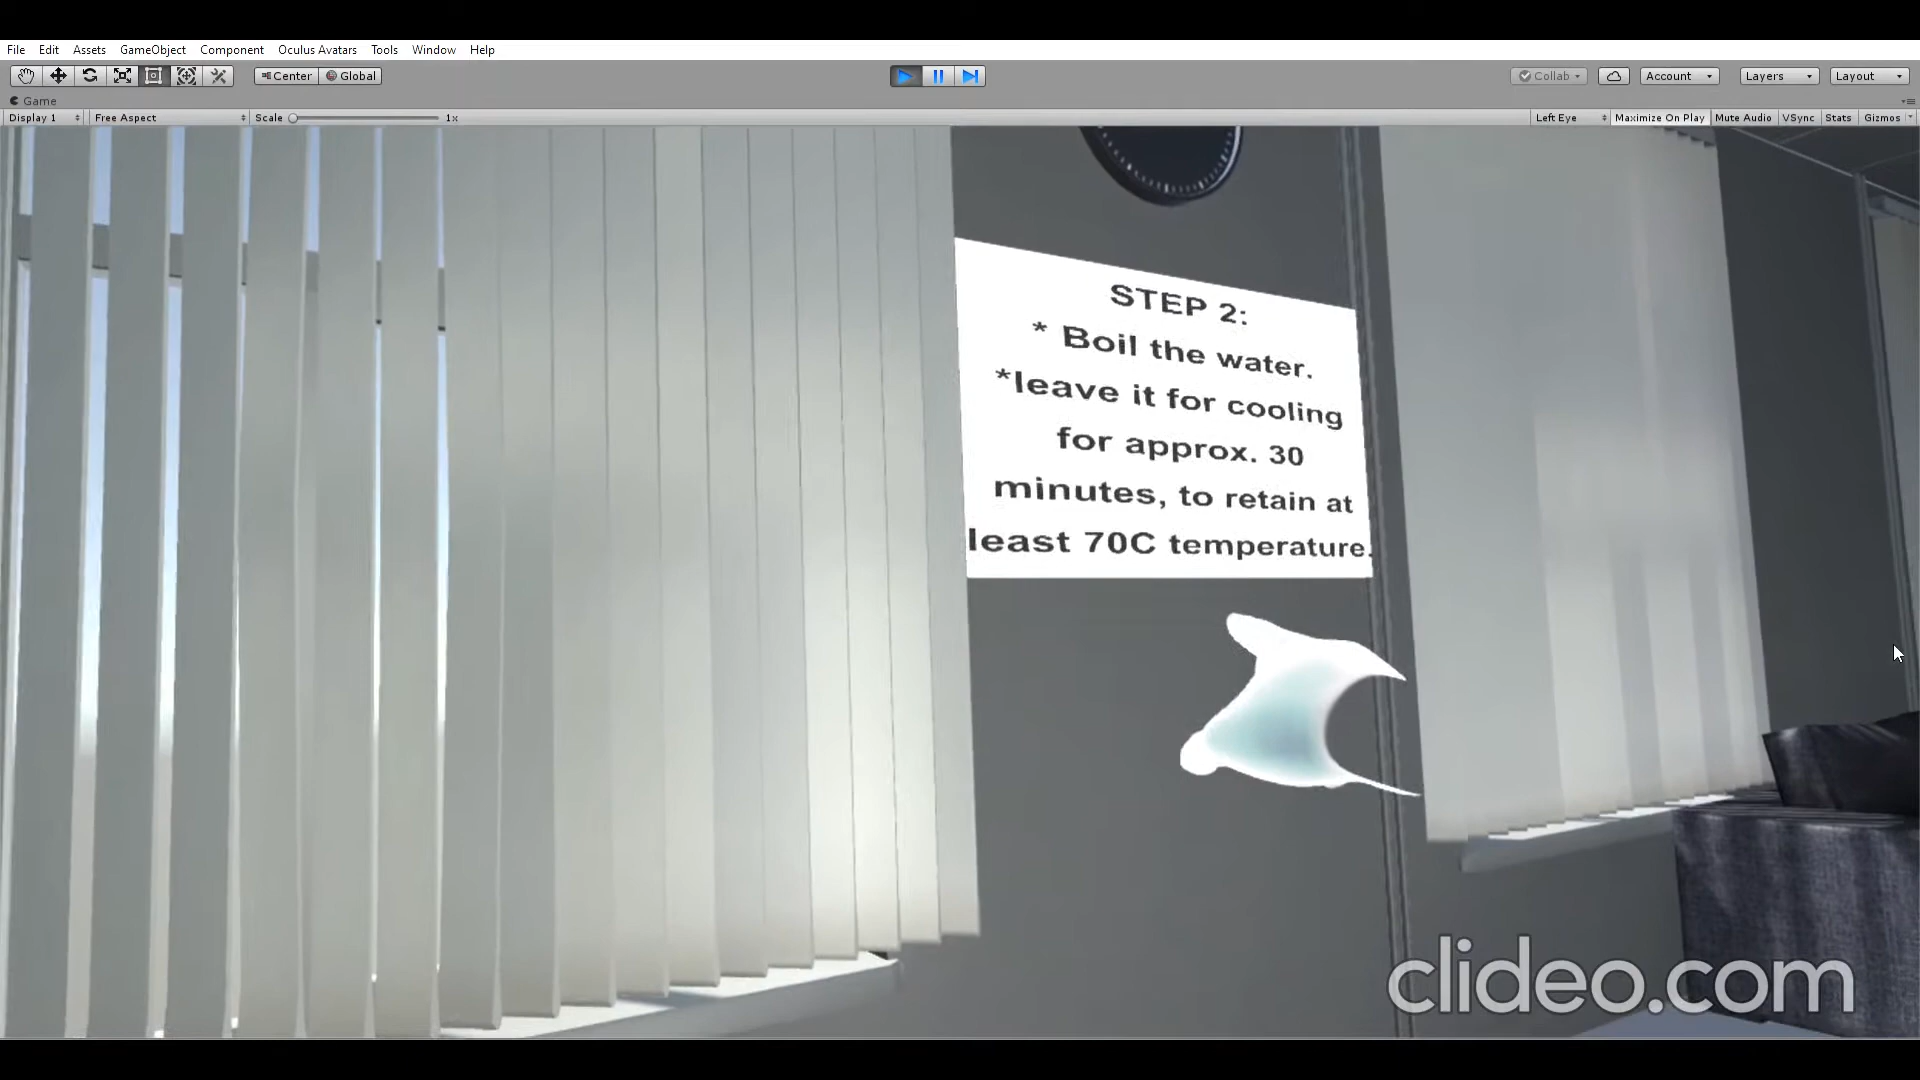 File Edit Assets GameObject Component Oculus Avatars Tools Window Help
Center Global Collab Account Layers Layout
Game
Display 1 Free Aspect Scale 1x Left Eye Maximize On Play Mute Audio VSync Stats Gizmos
STEP 2:
* Boil the water.
*leave it for cooling
for approx. 30
minutes, to retain at
least 70C temperature.
clideo.com